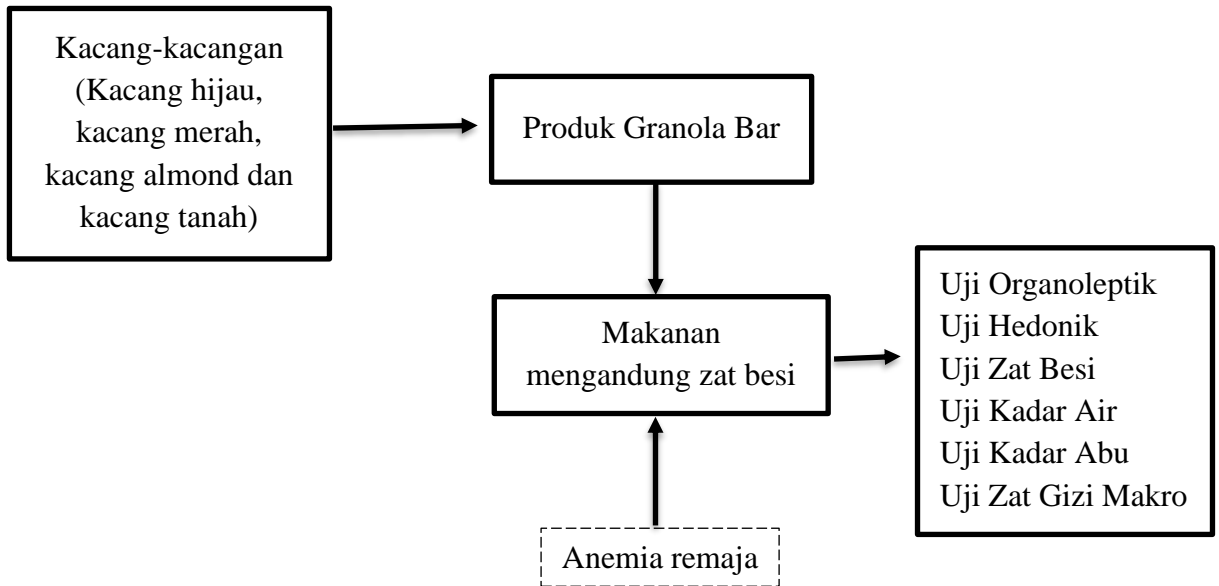 Kacang-kacangan
(Kacang hijau,
kacang merah,
kacang almond dan
kacang tanah)
Produk Granola Bar
Makanan
mengandung zat besi
Uji Organoleptik
Uji Hedonik
Uji Zat Besi
Uji Kadar Air
Uji Kadar Abu
Uji Zat Gizi Makro
Anemia remaja